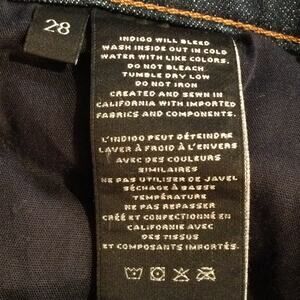 28
INDIGO WILL BLEED
WASH INSIDE OUT IN COLD
WATER WITH LIKE COLORS.
DO NOT BLEACH
TUMBLE DRY LOW
DO NOT IRON
CREATED AND SEWN IN
CALIFORNIA WITH IMPORTED
FABRICS AND COMPONENTS.
L'INDIGO PEUT DÉTEINDRE
LAVER À FROID À L'ENVERS
AVEC DES COULEURS
SIMILAIRES
NE PAS UTILISER DE JAVEL
SÉCHAGE À BASSE
TEMPÉRATURE
NE PAS REPASSER
CRÉÉ ET CONFECTIONNÉ EN
CALIFORNIE AVEC
DES TISSUS
ET COMPOSANTS IMPORTÉS.